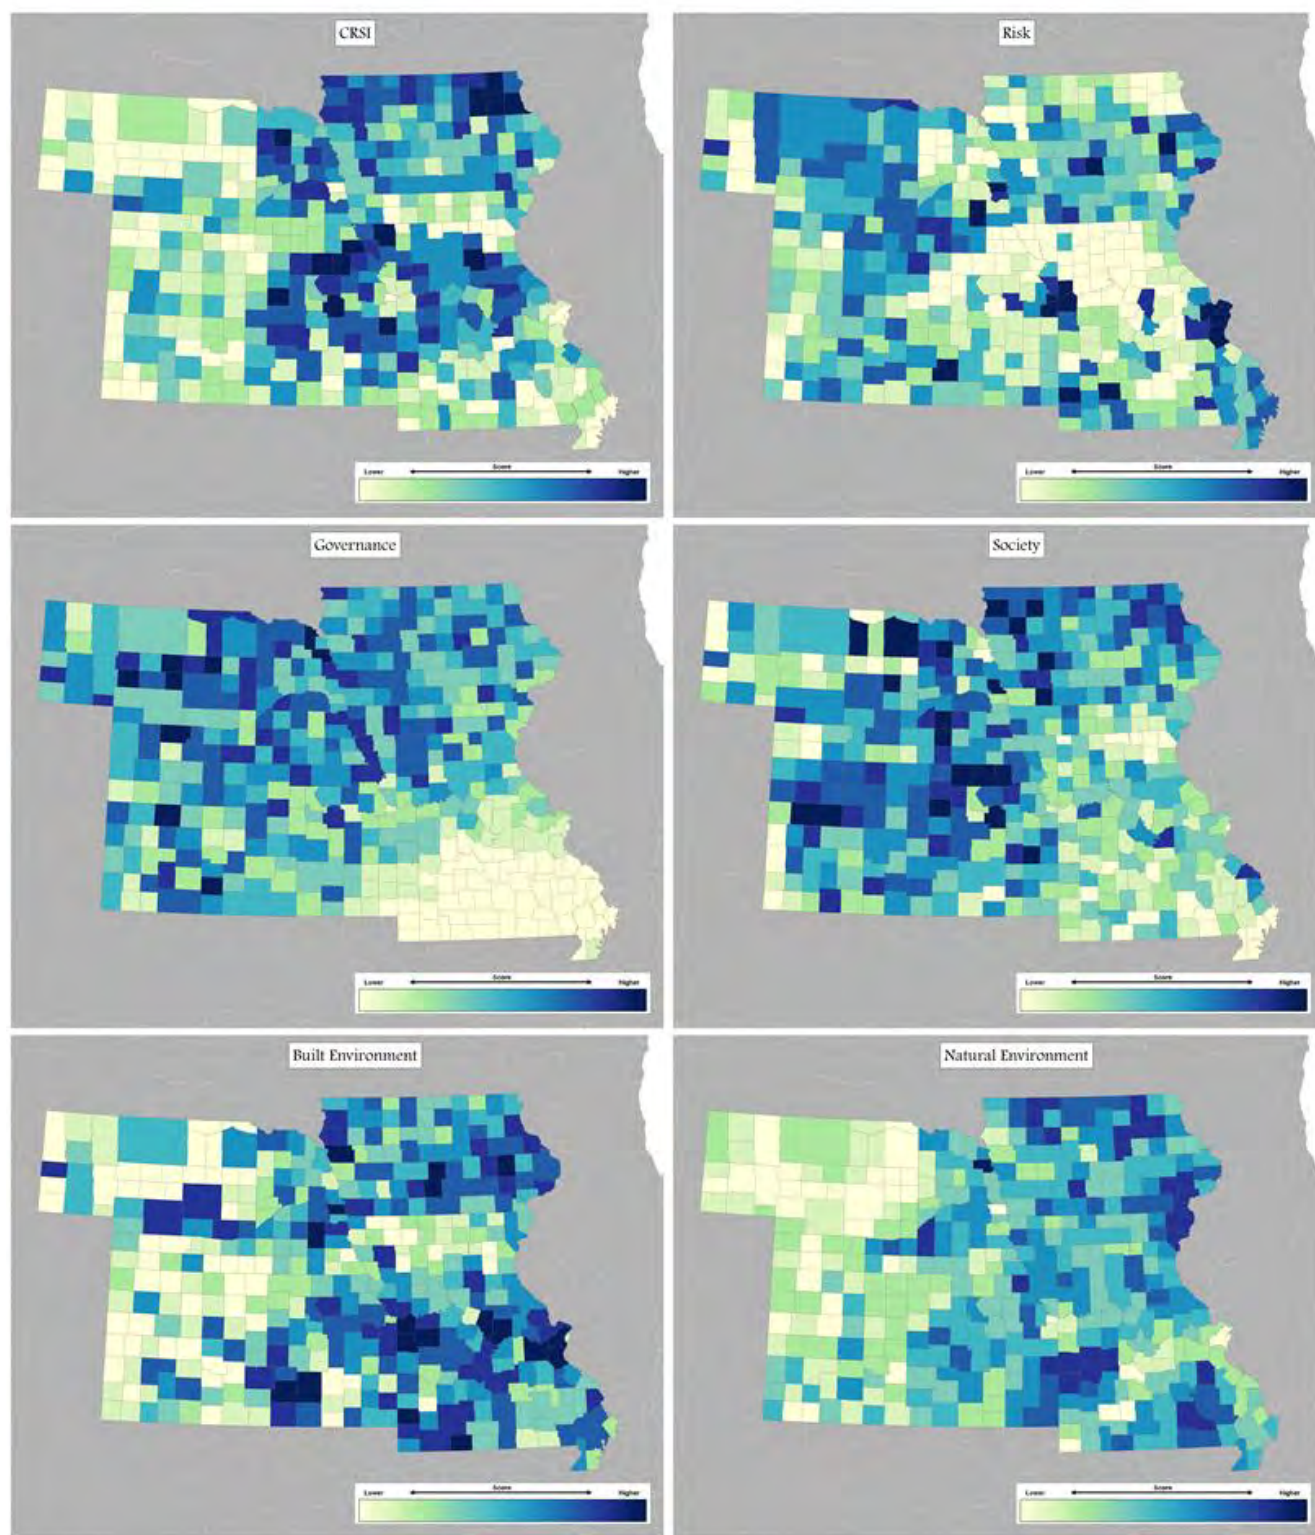 CRSI
Risk
Score
Lower Higher
Score
Lower Higher
Governance
Society
Score
Lower Higher
Score
Lower Higher
Built Environment
Natural Environment
Score
Lower Higher
Score
Lower Higher